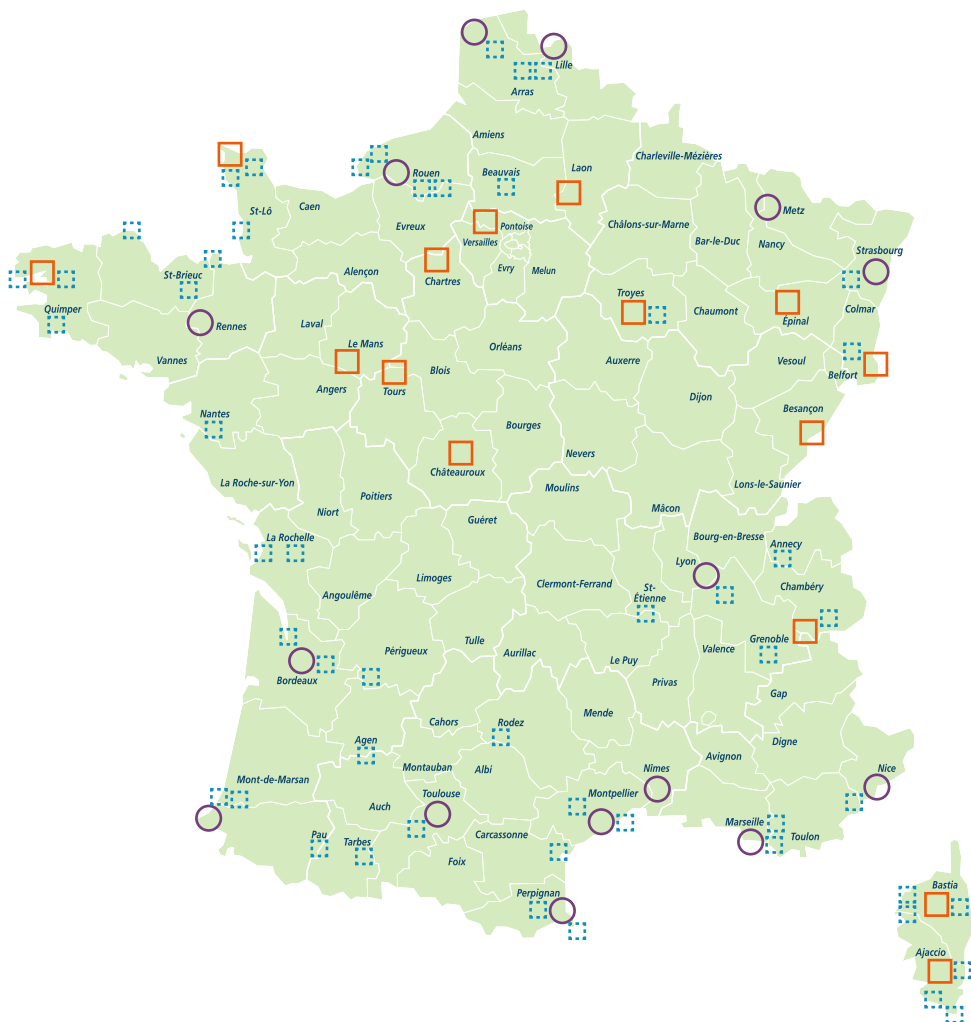 Lille
Arras
Amiens
Charleville-Mézières
Laon
Rouen
Beauvais
Metz
St-Lô
Caen
Evreux
Pontoise
Versailles
Châlons-sur-Marne
Bar-le-Duc
Nancy
Strasbourg
St-Brieuc
Alençon
Chartres
Evry
Melun
Troyes
Chaumont
Épinal
Colmar
Quimper
Rennes
Laval
Le Mans
Orléans
Vannes
Angers
Tours
Blois
Auxerre
Vesoul
Belfort
Nantes
Bourges
Dijon
Besançon
Nevers
Châteauroux
La Roche-sur-Yon
Niort
Poitiers
Moulins
Lons-le-Saunier
Mâcon
Guéret
La Rochelle
Bourg-en-Bresse
Annecy
Lyon
Limoges
Clermont-Ferrand
St-
Étienne
Chambéry
Angoulême
Tulle
Périgueux
Aurillac
Le Puy
Valence
Grenoble
Bordeaux
Privas
Gap
Cahors
Rodez
Mende
Agen
Digne
Avignon
Mont-de-Marsan
Montauban
Albi
Nîmes
Nice
Auch
Toulouse
Montpellier
Marseille
Toulon
Pau
Tarbes
Carcassonne
Foix
Perpignan
Bastia
Ajaccio